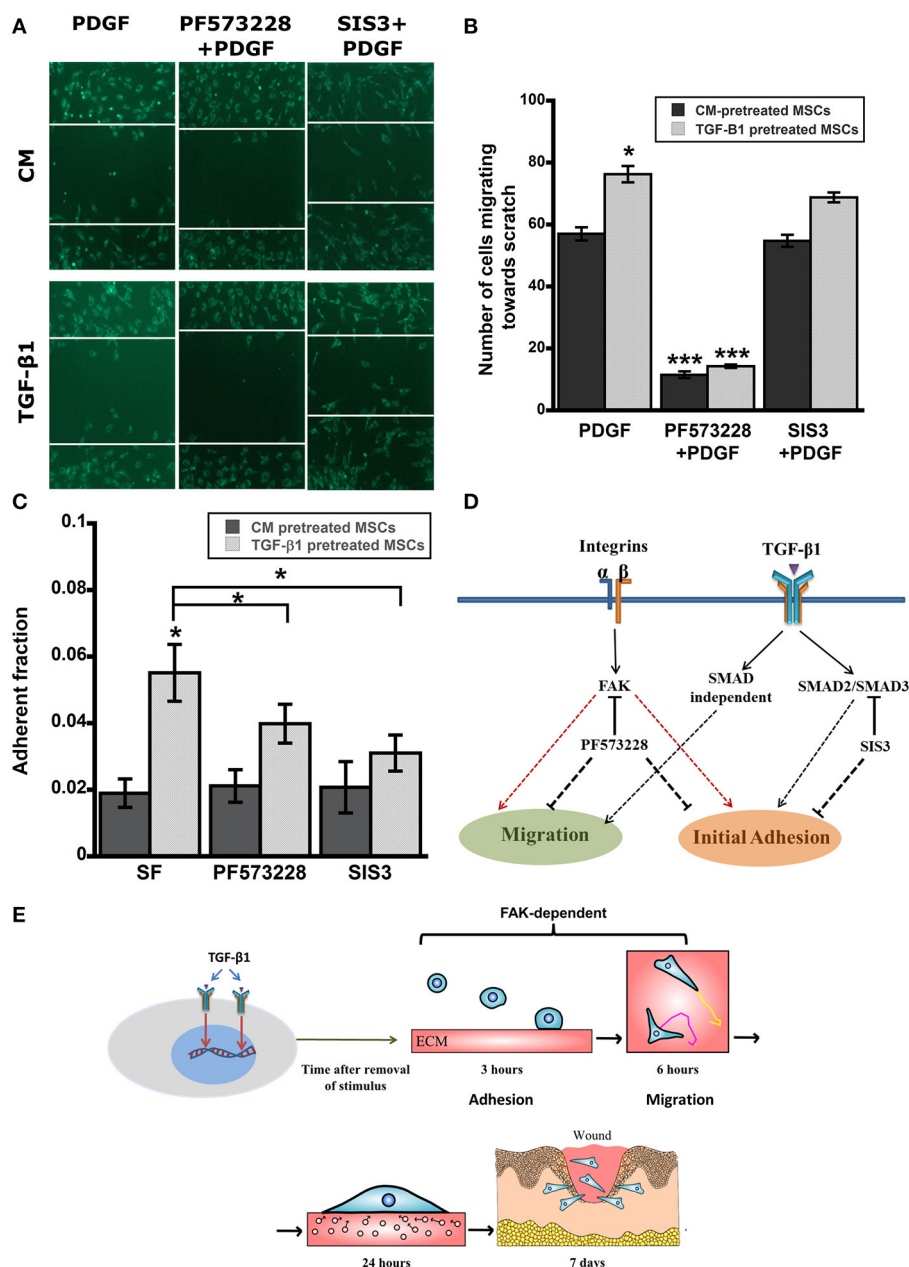 A
PDGF
PF573228
+PDGF
SIS3+
PDGF
CM
TGF-β1
B
Number of cells migrating
towards scratch
100
80
60
40
20
0
CM-pretreated MSCs
TGF-B1 pretreated MSCs
*
***
***
PDGF
PF573228
+PDGF
SIS3
+PDGF
C
Adherent fraction
0.1
0.08
0.06
0.04
0.02
0
CM pretreated MSCs
TGF-β1 pretreated MSCs
*
*
*
SF
PF573228
SIS3
D
Integrins
α β
TGF-β1
FAK
SMAD
independent
SMAD2/SMAD3
PF573228
SIS3
Migration
Initial Adhesion
E
FAK-dependent
TGF-β1
ECM
Time after removal
of stimulus
3 hours
6 hours
Adhesion
Migration
Wound
24 hours
7 days